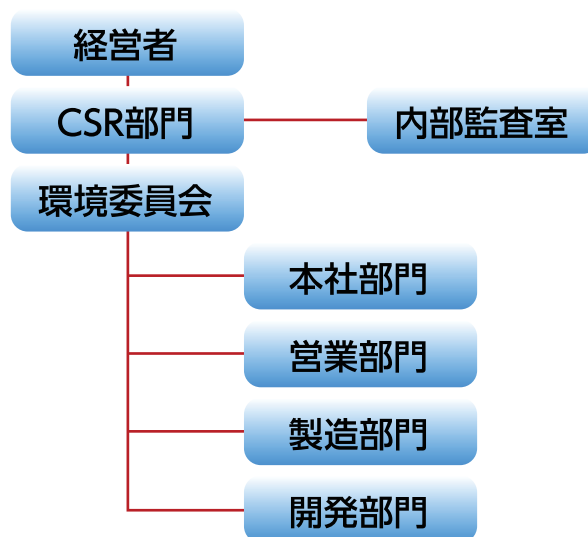 経営者
CSR部門
内部監査室
環境委員会
本社部門
営業部門
製造部門
開発部門